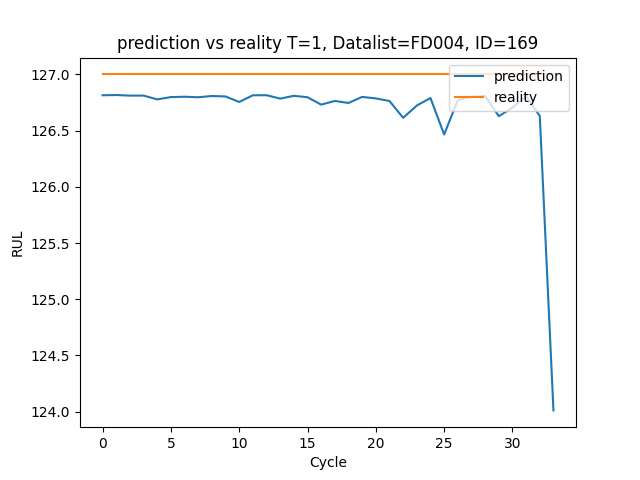 prediction vs reality T=1, Datalist=FD004, ID=169
127.0
126.5
126.0
125.5
125.0
124.5
124.0
RUL
prediction
reality
0 5 10 15 20 25 30
Cycle